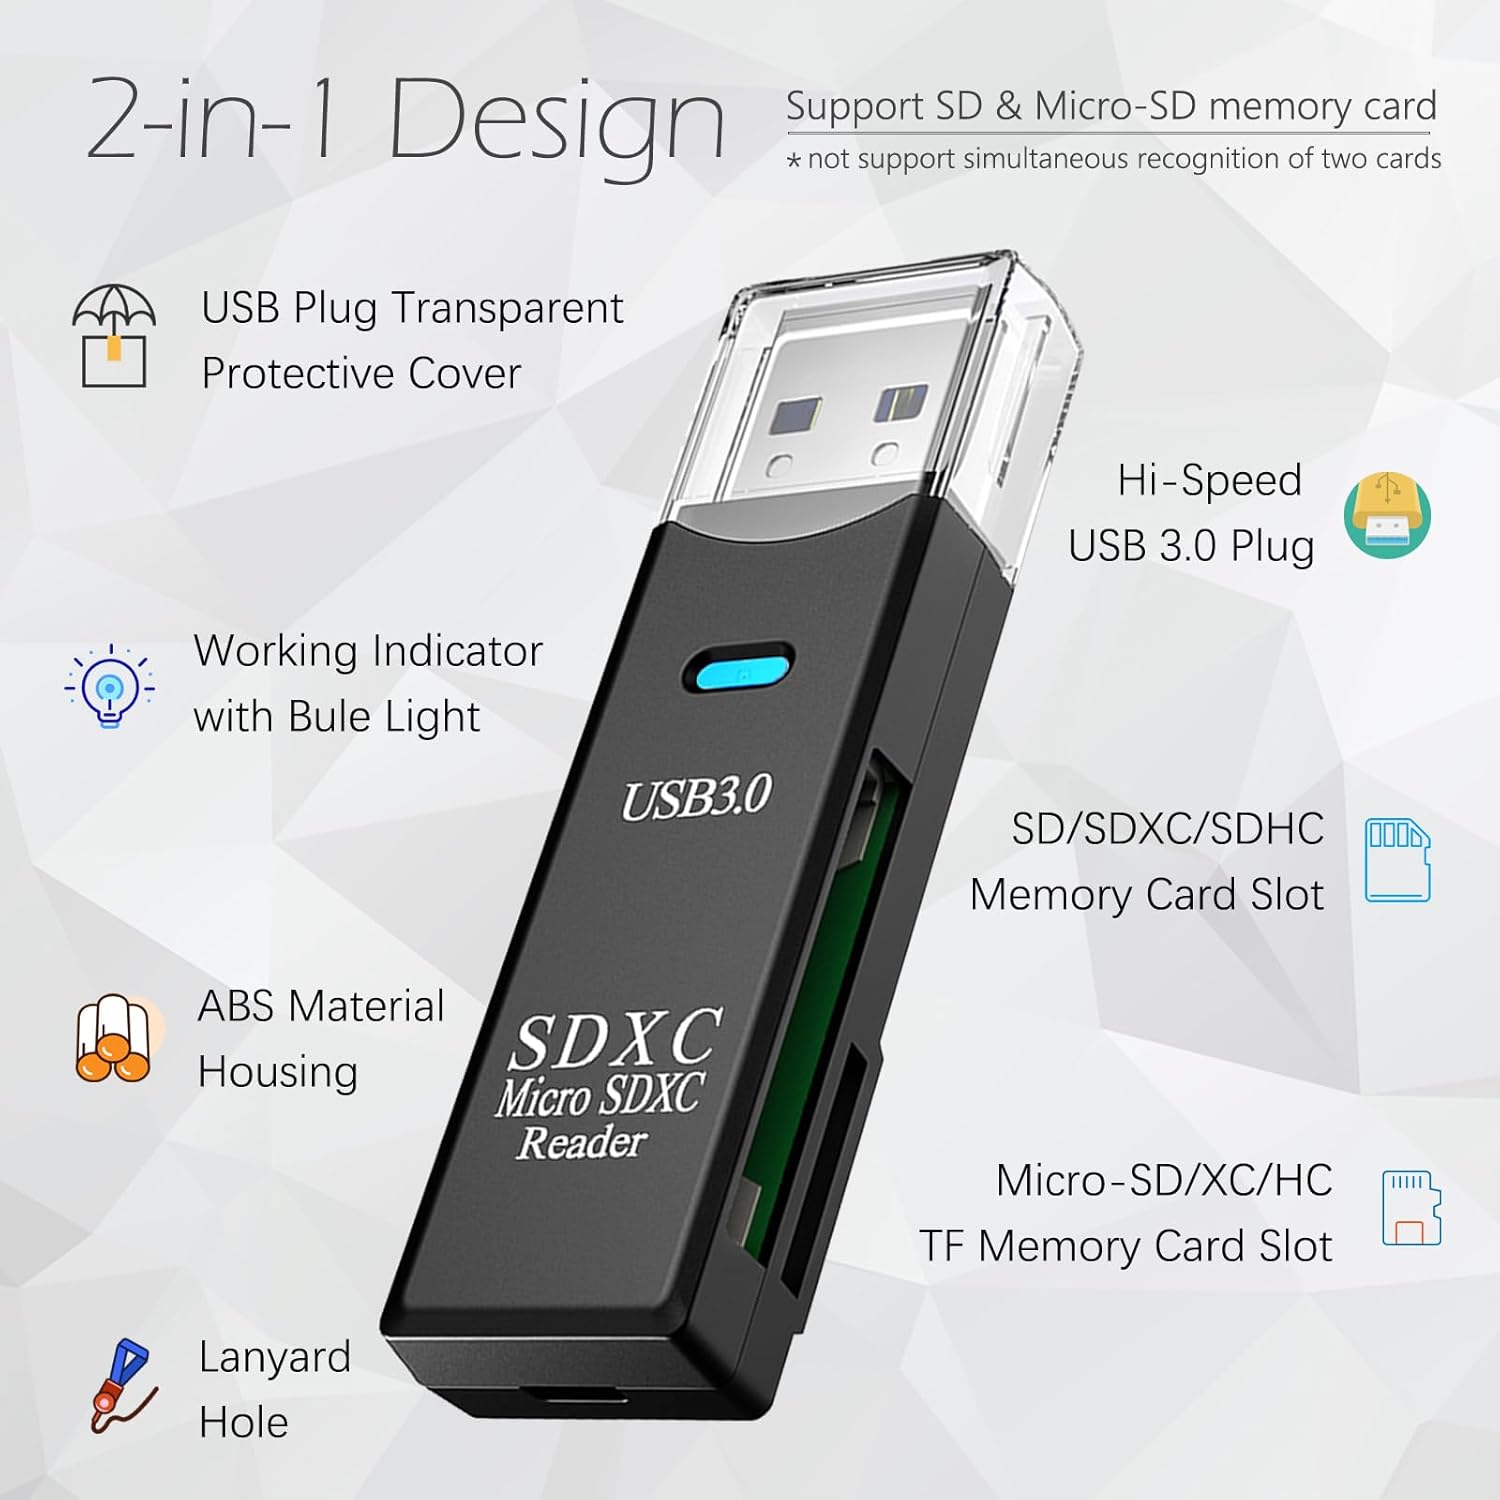 2-in-1 Design
Support SD & Micro-SD memory card
* not support simultaneous recognition of two cards
USB Plug Transparent
Protective Cover
Hi-Speed
USB 3.0 Plug
Working Indicator
with Bule Light
USB3.0
SD/SDXC/SDHC
Memory Card Slot
ABS Material
Housing
SDXC
Micro SDXC
Reader
Micro-SD/XC/HC
TF Memory Card Slot
Lanyard
Hole